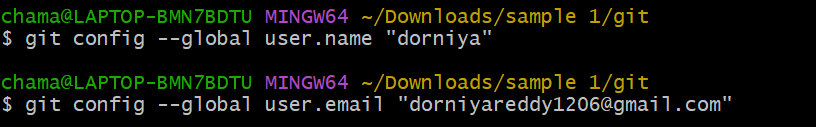 chama@LAPTOP-BMN7BDTU MINGW64 ~/Downloads/sample 1/git
$ git config --global user.name "dorniya"
chama@LAPTOP-BMN7BDTU MINGW64 ~/Downloads/sample 1/git
$ git config --global user.email "dorniyareddy1206@gmail.com"